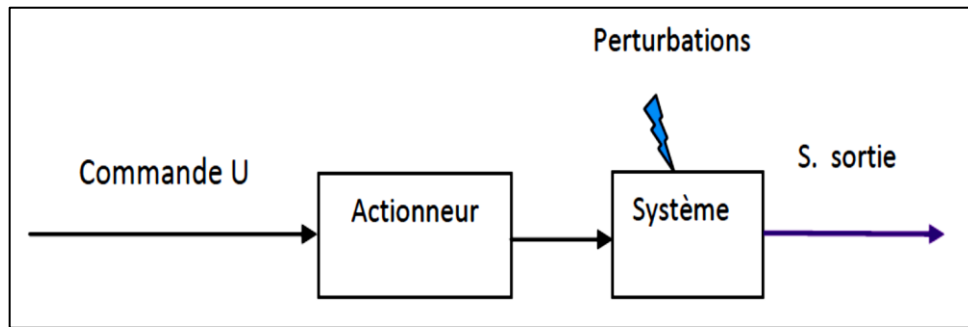 Perturbations
Commande U
S. sortie
Actionneur
Système